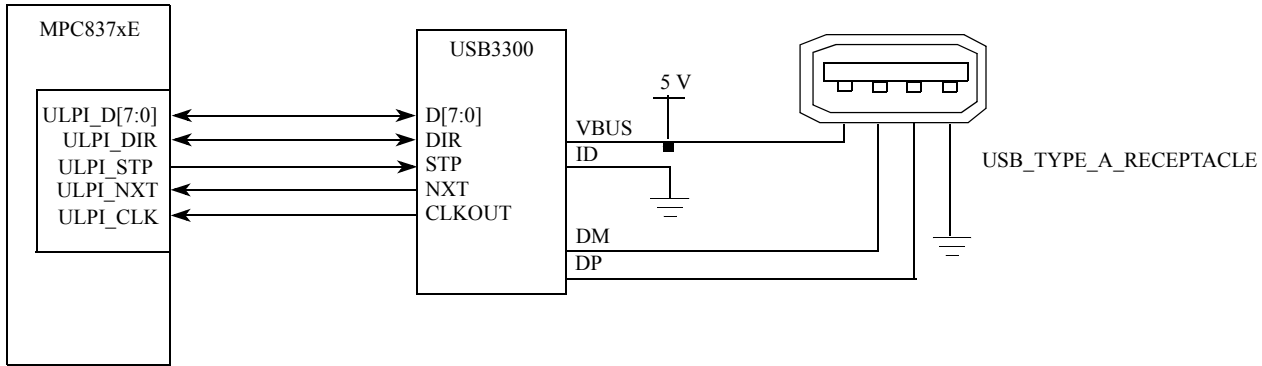 MPC837xE
ULPI_D[7:0]
ULPI_DIR
ULPI_STP
ULPI_NXT
ULPI_CLK
USB3300
D[7:0]
DIR
STP
NXT
CLKOUT
VBUS
ID
DM
DP
5 V
USB_TYPE_A_RECEPTACLE